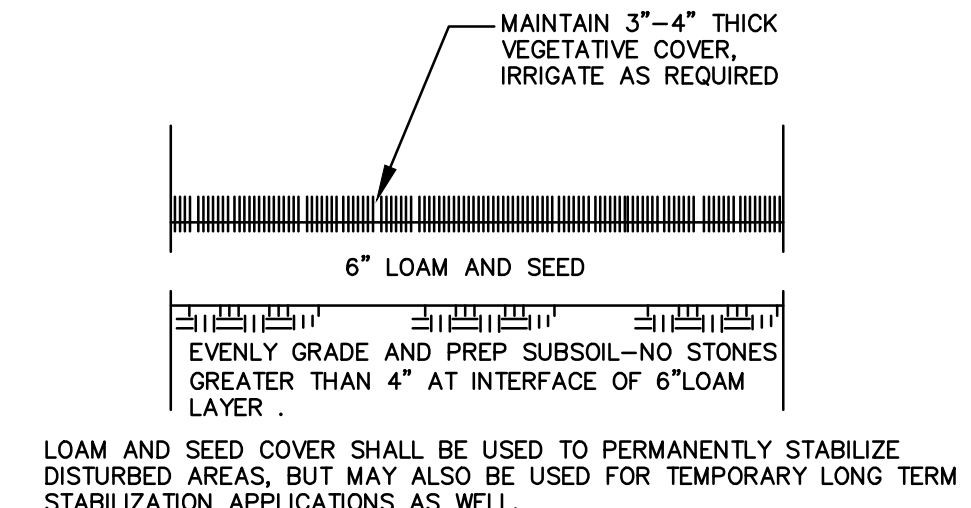 MAINTAIN 3"–4" THICK
VEGETATIVE COVER,
IRRIGATE AS REQUIRED
6" LOAM AND SEED
EVENLY GRADE AND PREP SUBSOIL–NO STONES
GREATER THAN 4" AT INTERFACE OF 6"LOAM
LAYER .
LOAM AND SEED COVER SHALL BE USED TO PERMANENTLY STABILIZE
DISTURBED AREAS, BUT MAY ALSO BE USED FOR TEMPORARY LONG TERM
STABILIZATION APPLICATIONS AS WELL.